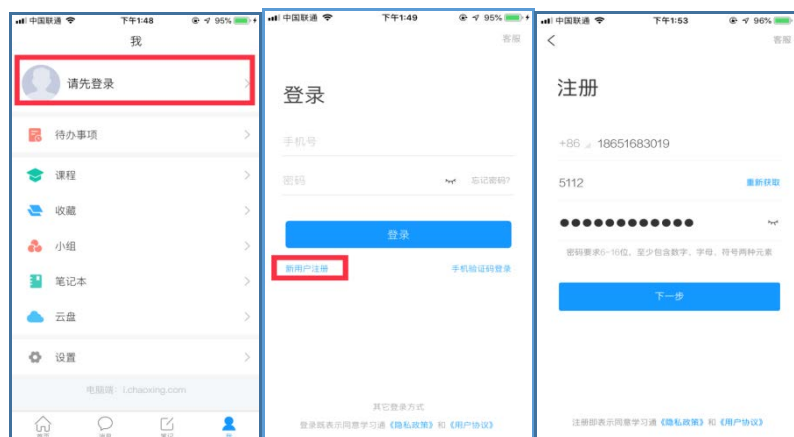 中国联通 下午1:48 95%
我
请先登录
待办事项
课程
收藏
小组
笔记本
云盘
设置
电脑端：i.chaoxing.com
首页 消息 笔记 我
中国联通 下午1:49 95%
客服
登录
手机号
密码 忘记密码?
登录
新用户注册 手机验证码登录
其它登录方式
登录既表示同意学习通《隐私政策》和《用户协议》
中国联通 下午1:53 96%
客服
注册
+86 18651683019
5112 重新获取
密码要求6-16位，至少包含数字、字母、符号两种元素
下一步
注册即表示同意学习通《隐私政策》和《用户协议》